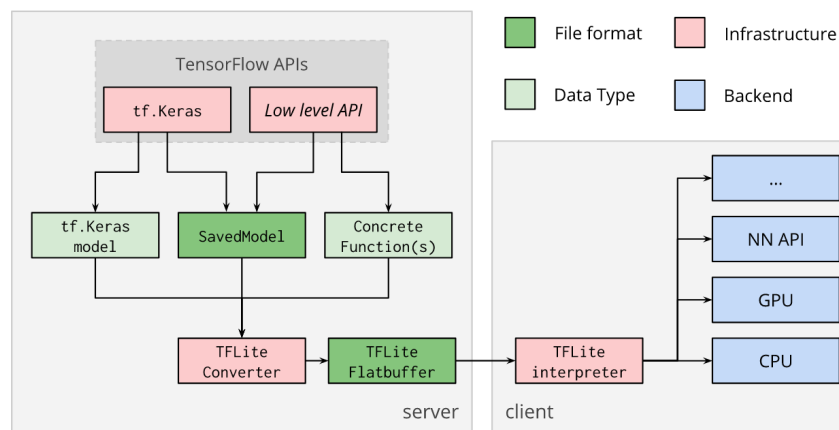 TensorFlow APIs
tf.Keras
Low level API
tf.Keras
model
SavedModel
Concrete
Function(s)
TFLite
Converter
TFLite
Flatbuffer
server
File format
Infrastructure
Data Type
Backend
...
NN API
GPU
CPU
TFLite
interpreter
client